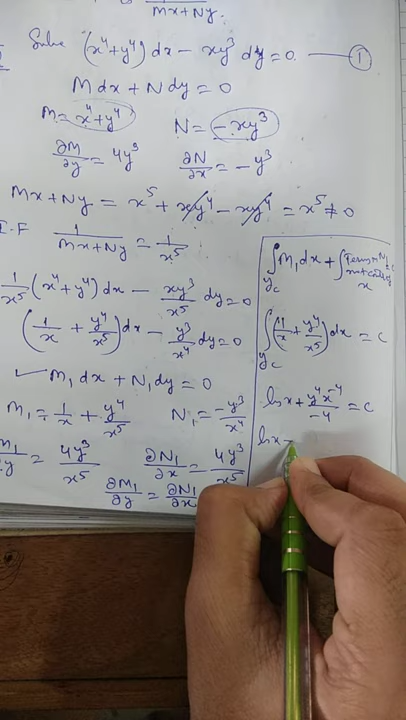 1/(Mx+Ny)
Solve (x⁴+y⁴) dx - xy³ dy = 0. ——①
M dx + N dy = 0
M = x⁴+y⁴ N = -xy³
∂M/∂y = 4y³ ∂N/∂x = -y³
Mx+Ny = x⁵ + xy⁴ - xy⁴ = x⁵ ≠ 0
I.F 1/(Mx+Ny) = 1/x⁵
1/x⁵ (x⁴+y⁴) dx - xy³/x⁵ dy = 0
(1/x + y⁴/x⁵) dx - y³/x⁴ dy = 0
✓ M₁ dx + N₁ dy = 0
M₁ = 1/x + y⁴/x⁵ N₁ = -y³/x⁴
M₁/∂y = 4y³/x⁵ ∂N₁/∂x = 4y³/x⁵
∂M₁/∂y = ∂N₁/∂x
∫ M₁ dx + ∫
yc x
∫ (1/x + y⁴/x⁵) dx = c
yc
ln x + y⁴x⁻⁴/-4 = c
ln x -